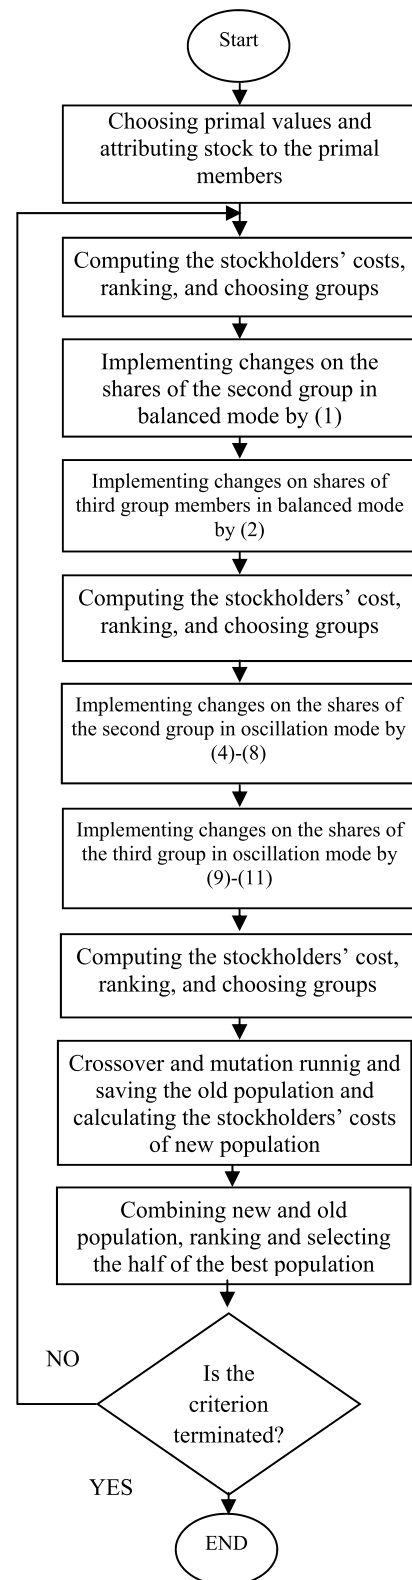 Start
Choosing primal values and
attributing stock to the primal
members
Computing the stockholders’ costs,
ranking, and choosing groups
Implementing changes on the
shares of the second group in
balanced mode by (1)
Implementing changes on shares of
third group members in balanced mode
by (2)
Computing the stockholders’ cost,
ranking, and choosing groups
Implementing changes on the shares of
the second group in oscillation mode by
(4)-(8)
Implementing changes on the shares of
the third group in oscillation mode by
(9)-(11)
Computing the stockholders’ cost,
ranking, and choosing groups
Crossover and mutation runnig and
saving the old population and
calculating the stockholders’ costs
of new population
Combining new and old
population, ranking and selecting
the half of the best population
NO
Is the
criterion
terminated?
YES
END